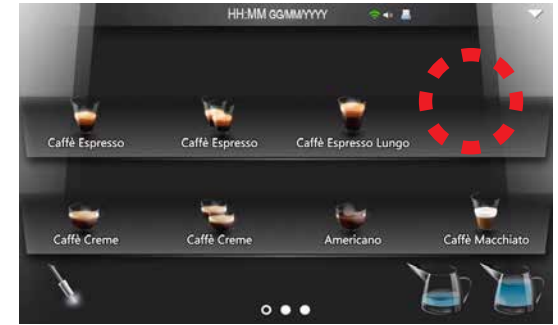 HH:MM GG/MM/YYYY
Caffè Espresso Caffè Espresso Caffè Espresso Lungo
Caffè Creme Caffè Creme Americano Caffè Macchiato